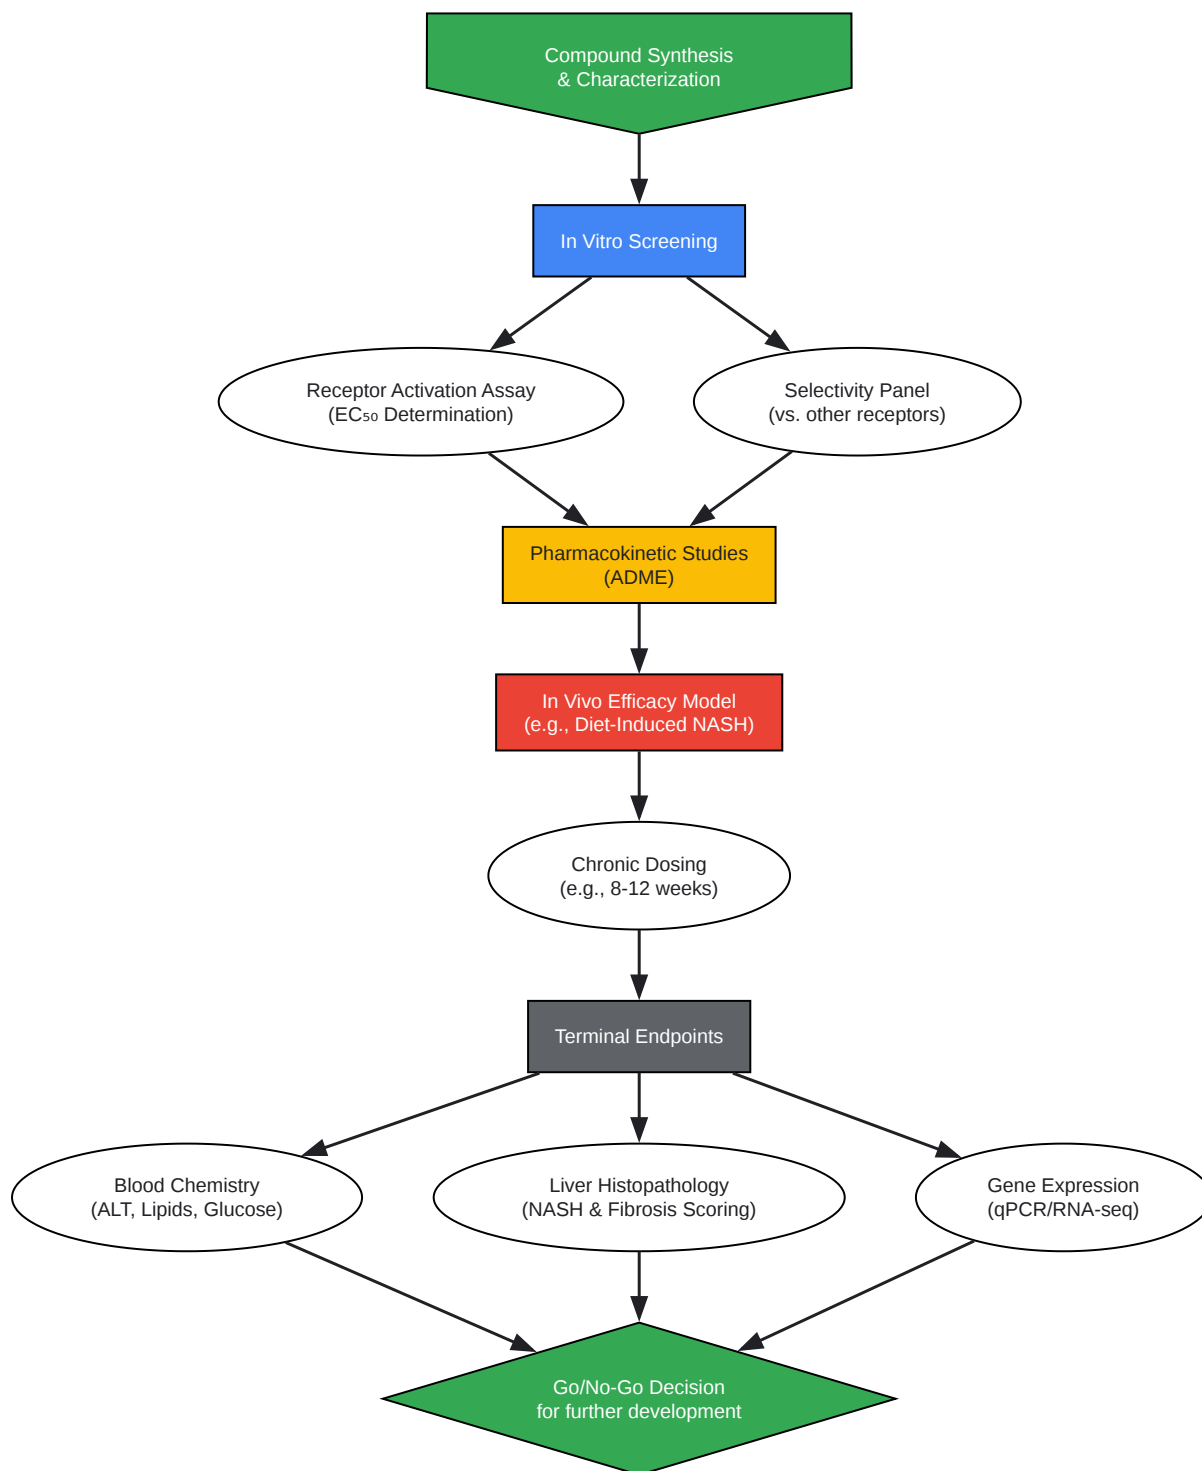 Compound Synthesis
& Characterization
In Vitro Screening
Receptor Activation Assay
(EC₅₀ Determination)
Selectivity Panel
(vs. other receptors)
Pharmacokinetic Studies
(ADME)
In Vivo Efficacy Model
(e.g., Diet-Induced NASH)
Chronic Dosing
(e.g., 8-12 weeks)
Terminal Endpoints
Blood Chemistry
(ALT, Lipids, Glucose)
Liver Histopathology
(NASH & Fibrosis Scoring)
Gene Expression
(qPCR/RNA-seq)
Go/No-Go Decision
for further development